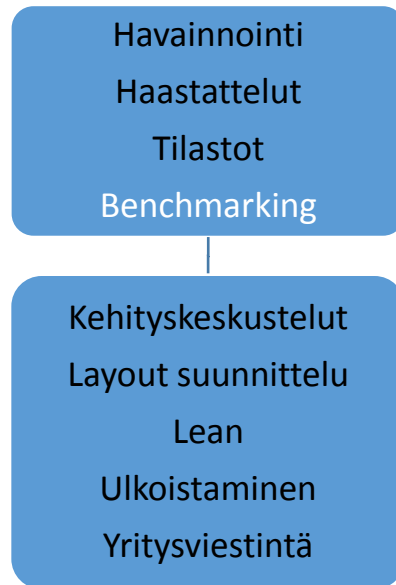 Havainnointi
Haastattelut
Tilastot
Benchmarking
Kehityskeskustelut
Layout suunnittelu
Lean
Ulkoistaminen
Yritysviestintä